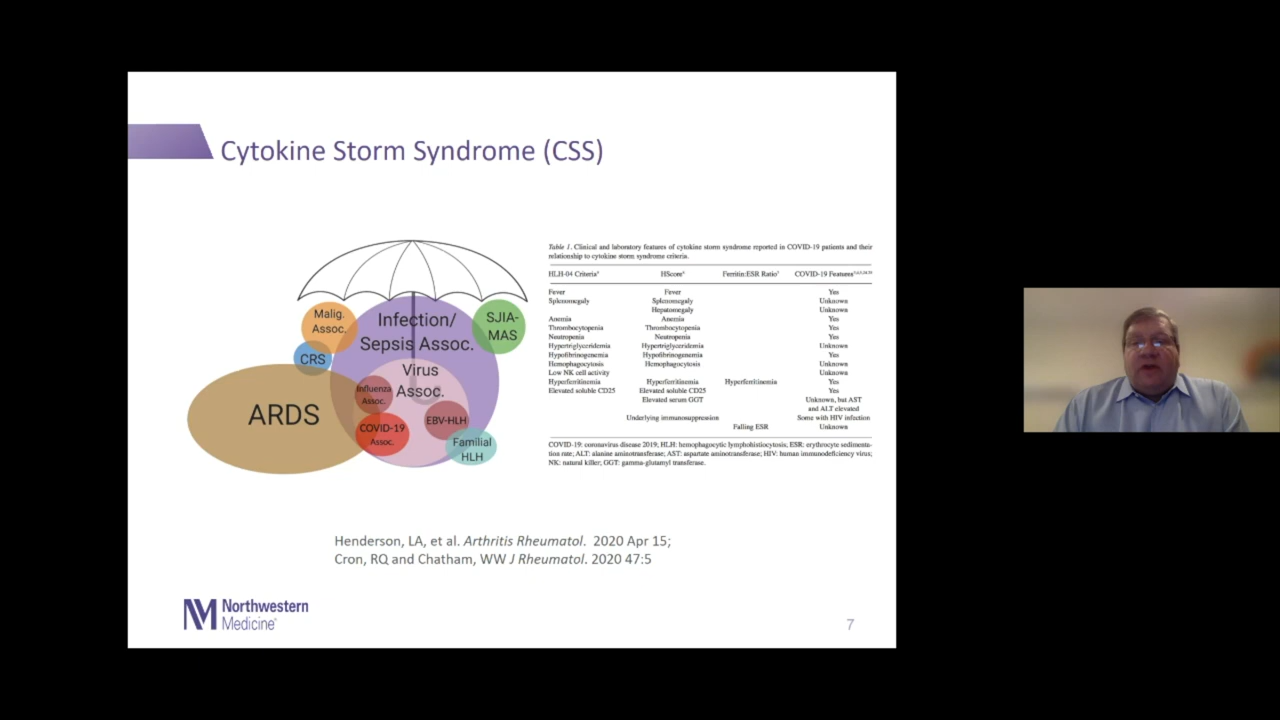 Cytokine Storm Syndrome (CSS)
Malig.
Assoc.
CRS
Infection/
Sepsis Assoc.
SJIA-
MAS
Virus
Assoc.
Influenza
Assoc.
ARDS
COVID-19
Assoc.
EBV-HLH
Familial
HLH
Table 1. Clinical and laboratory features of cytokine storm syndrome reported in COVID-19 patients and their
relationship to cytokine storm syndrome criteria.
HLH-04 Criteria HScore Ferritin:ESR Ratio COVID-19 Features
Fever Fever Yes
Splenomegaly Splenomegaly Unknown
Hepatomegaly Unknown
Anemia Anemia Yes
Thrombocytopenia Thrombocytopenia Yes
Neutropenia Neutropenia Yes
Hypertriglyceridemia Hypertriglyceridemia Unknown
Hypofibrinogenemia Hypofibrinogenemia Yes
Hemophagocytosis Hemophagocytosis Unknown
Low NK cell activity Unknown
Hyperferritinemia Hyperferritinemia Hyperferritinemia Yes
Elevated soluble CD25 Elevated soluble CD25 Yes
Elevated serum GGT Unknown, but AST
and ALT elevated
Underlying immunosuppression Some with HIV infection
Falling ESR Unknown
COVID-19: coronavirus disease 2019; HLH: hemophagocytic lymphohistiocytosis; ESR: erythrocyte sedimenta-
tion rate; ALT: alanine aminotransferase; AST: aspartate aminotransferase; HIV: human immunodeficiency virus;
NK: natural killer; GGT: gamma-glutamyl transferase.
Henderson, LA, et al. Arthritis Rheumatol. 2020 Apr 15;
Cron, RQ and Chatham, WW J Rheumatol. 2020 47:5
NM Northwestern
Medicine
7